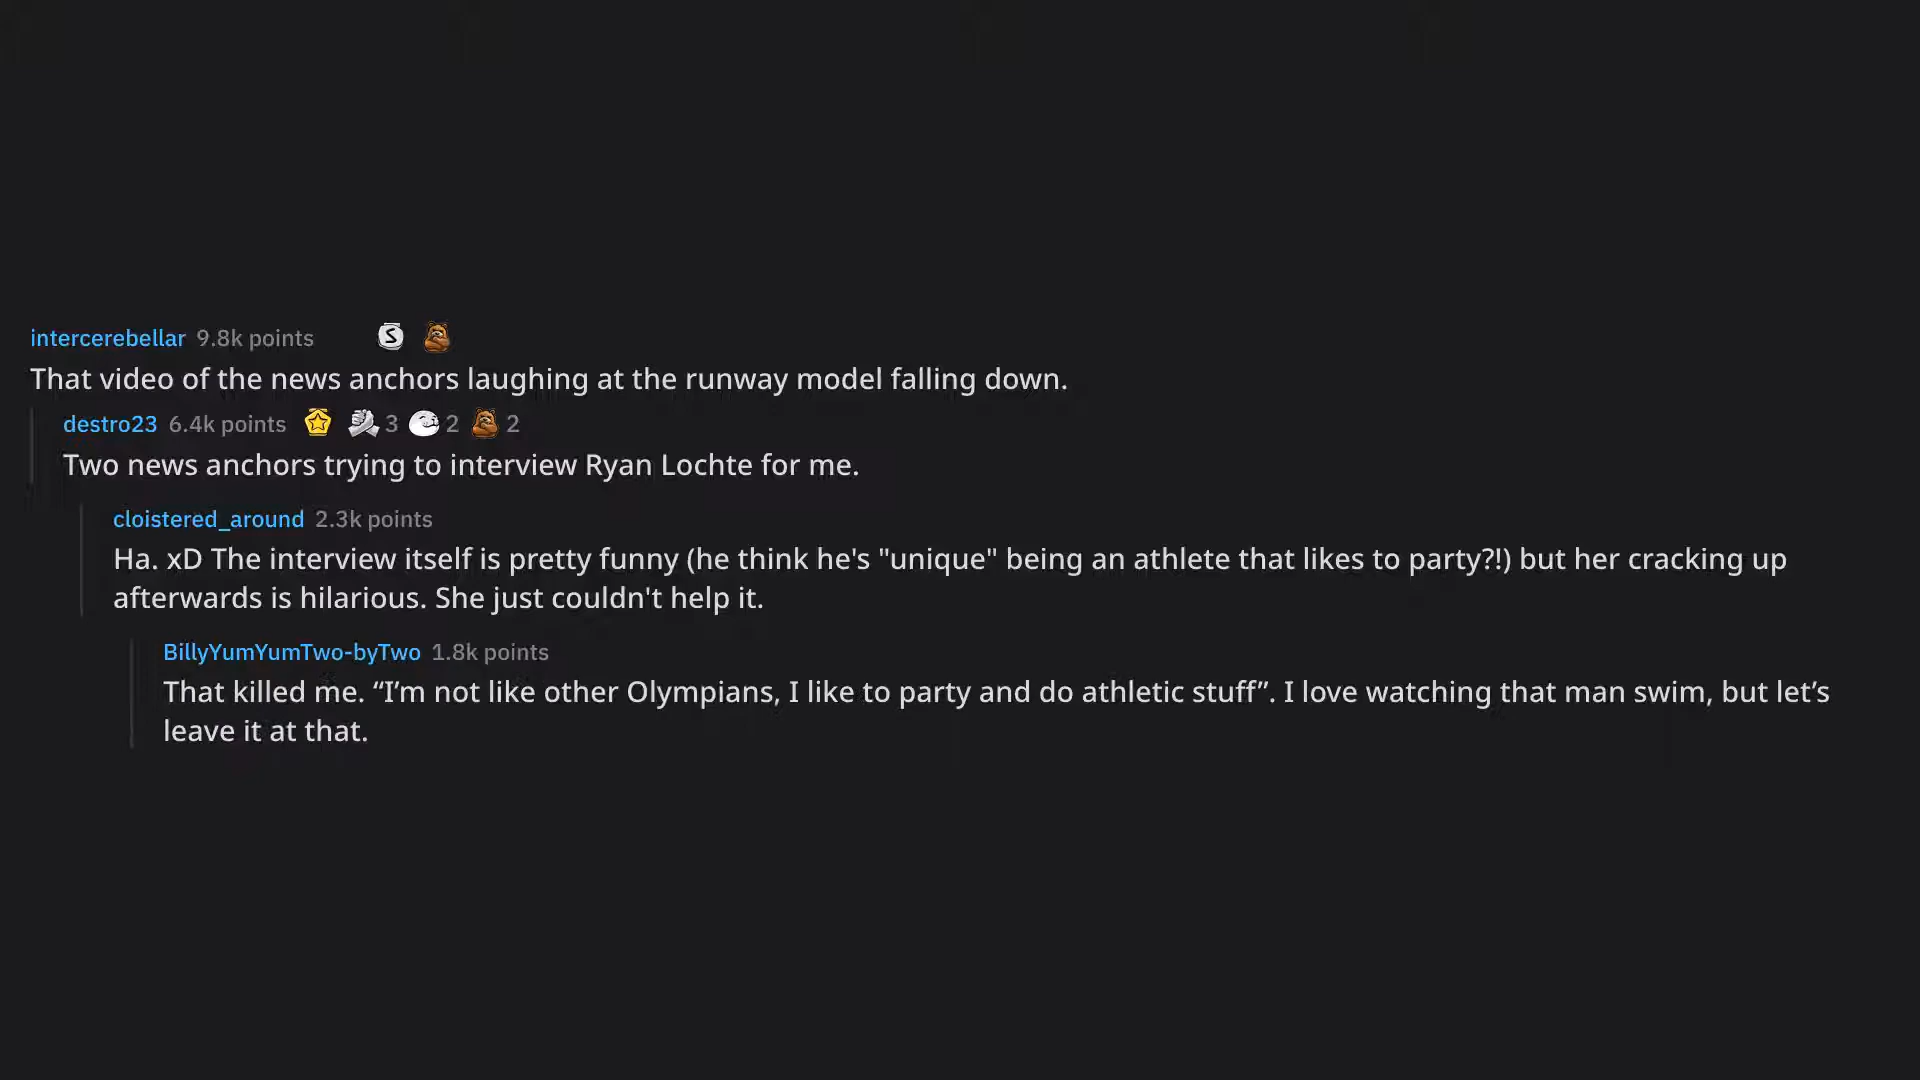 intercerebellar 9.8k points S
That video of the news anchors laughing at the runway model falling down.
destro23 6.4k points 3 2 2
Two news anchors trying to interview Ryan Lochte for me.
cloistered_around 2.3k points
Ha. xD The interview itself is pretty funny (he think he's "unique" being an athlete that likes to party?!) but her cracking up
afterwards is hilarious. She just couldn't help it.
BillyYumYumTwo-byTwo 1.8k points
That killed me. “I’m not like other Olympians, I like to party and do athletic stuff”. I love watching that man swim, but let’s
leave it at that.